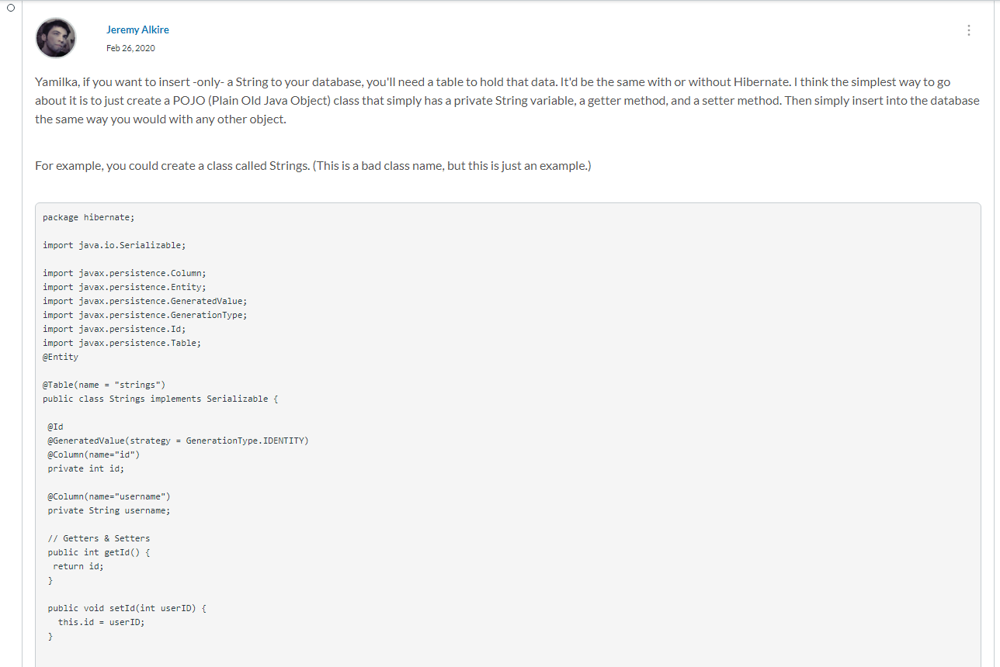 Jeremy Alkire
Feb 26, 2020
Yamilka, if you want to insert -only- a String to your database, you'll need a table to hold that data. It'd be the same with or without Hibernate. I think the simplest way to go
about it is to just create a POJO (Plain Old Java Object) class that simply has a private String variable, a getter method, and a setter method. Then simply insert into the database
the same way you would with any other object.
For example, you could create a class called Strings. (This is a bad class name, but this is just an example.)
package hibernate;
import java.io.Serializable;
import javax.persistence.Column;
import javax.persistence.Entity;
import javax.persistence.GeneratedValue;
import javax.persistence.GenerationType;
import javax.persistence.Id;
import javax.persistence.Table;
@Entity
@Table(name = "strings")
public class Strings implements Serializable {
@Id
@GeneratedValue(strategy = GenerationType.IDENTITY)
@Column(name="id")
private int id;
@Column(name="username")
private String username;
// Getters & Setters
public int getId() {
return id;
}
public void setId(int userID) {
this.id = userID;
}